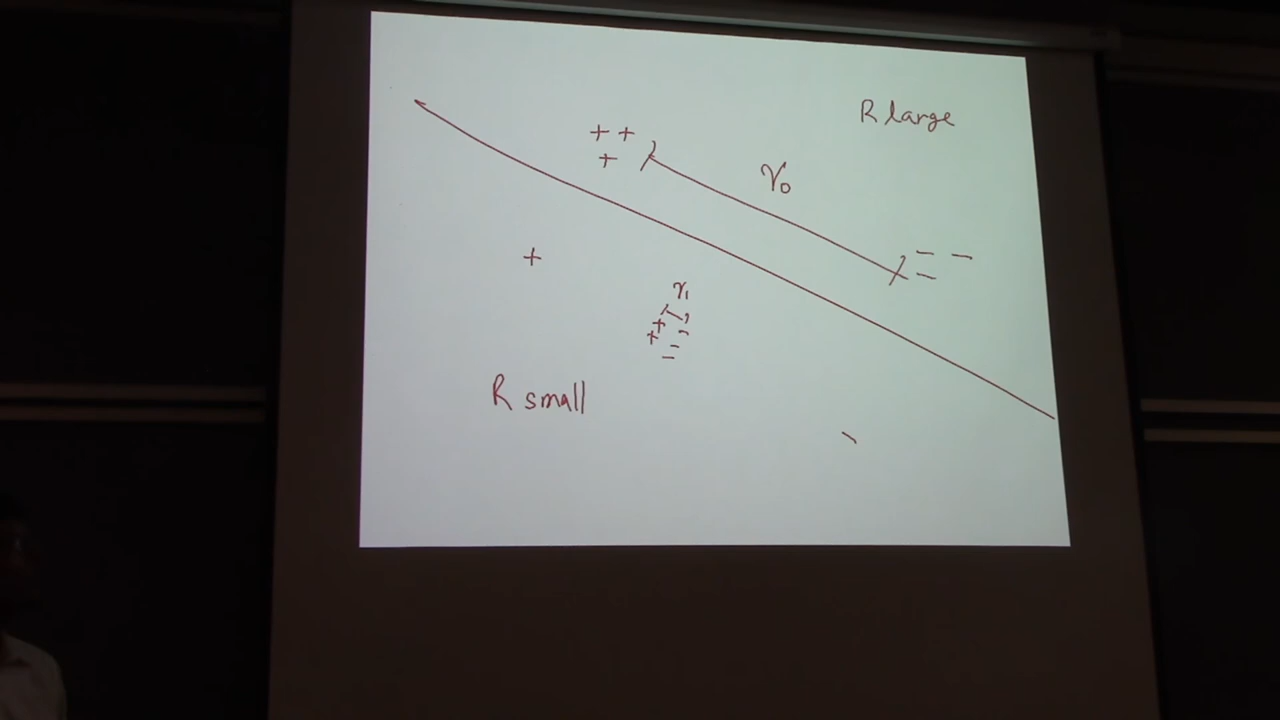 R large
+ +
γ₀
+
− −
−
+
γ₁
+
+ −
−
−
R small
−